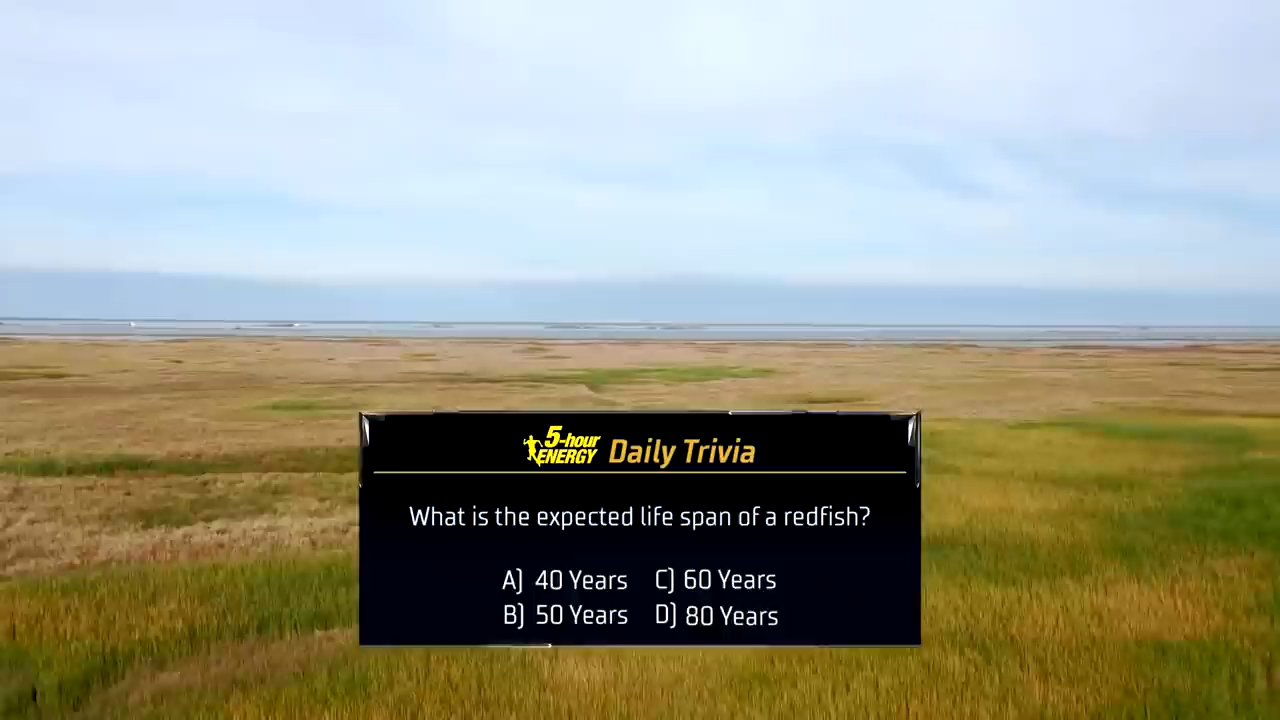 5-hour
ENERGY
Daily Trivia
What is the expected life span of a redfish?
A) 40 Years C) 60 Years
B) 50 Years D) 80 Years